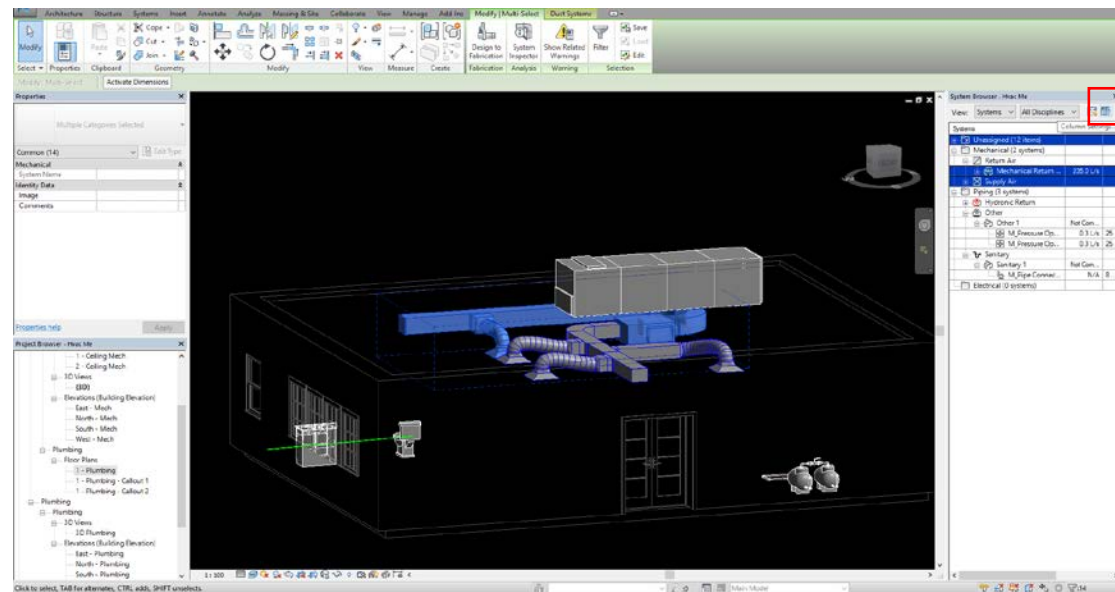 Architecture Structure Systems Insert Annotate Analyze Massing & Site Collaborate View Manage Add-Ins Modify | Multi-Select Duct Systems
Modify
Paste
Cope
Cut
Join
Design to Fabrication
System Inspector
Show Related Warnings
Filter
Save
Load
Edit
Select Properties Clipboard Geometry Modify View Measure Create Fabrication Analysis Warning Selection
Modify | Multi-Select
Activate Dimensions
Properties
Multiple Categories Selected
Common (14)
Edit Type
Mechanical
System Name
Identity Data
Image
Comments
Properties help
Apply
Project Browser - Hvac Me
1 - Ceiling Mech
2 - Ceiling Mech
3D Views
{3D}
Elevations (Building Elevation)
East - Mech
North - Mech
South - Mech
West - Mech
Plumbing
Floor Plans
1 - Plumbing
1 - Plumbing - Callout 1
1 - Plumbing - Callout 2
Plumbing
Plumbing
3D Views
3D Plumbing
Elevations (Building Elevation)
East - Plumbing
North - Plumbing
South - Plumbing
1 : 100
System Browser - Hvac Me
View: Systems All Disciplines
Column Settings
Systems
Unassigned (12 items)
Mechanical (2 systems)
Return Air
Mechanical Return ... 235.0 L/s
Supply Air
Piping (3 systems)
Hydronic Return
Other
Other 1 Not Com...
M_Pressure Op... 0.3 L/s 25
M_Pressure Op... 0.3 L/s 25
Sanitary
Sanitary 1 Not Com...
M_Pipe Connec... N/A 8
Electrical (0 systems)
Click to select, TAB for alternates, CTRL adds, SHIFT unselects.
Main Model
:14